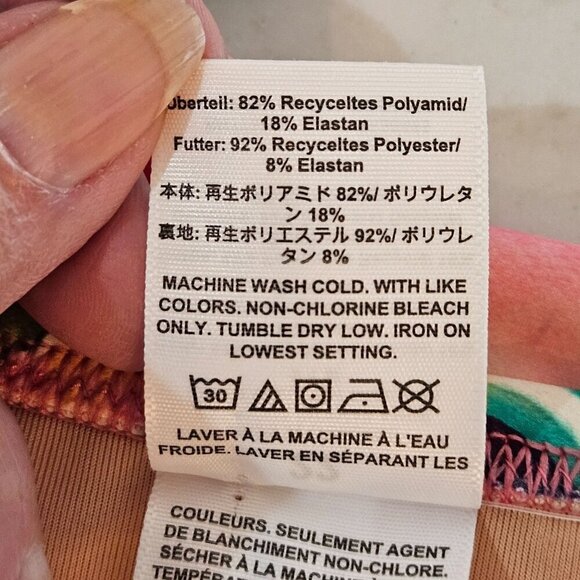 berteil: 82% Recyceltes Polyamid/
18% Elastan
Futter: 92% Recyceltes Polyester/
8% Elastan
本体: 再生ポリアミド 82%/ ポリウレタ
ン 18%
裏地: 再生ポリエステル 92%/ ポリウレ
タン 8%
MACHINE WASH COLD. WITH LIKE
COLORS. NON-CHLORINE BLEACH
ONLY. TUMBLE DRY LOW. IRON ON
LOWEST SETTING.
30
LAVER À LA MACHINE À L'EAU
FROIDE. LAVER EN SÉPARANT LES
COULEURS. SEULEMENT AGENT
DE BLANCHIMENT NON-CHLORE.
SÉCHER À LA MACHINE